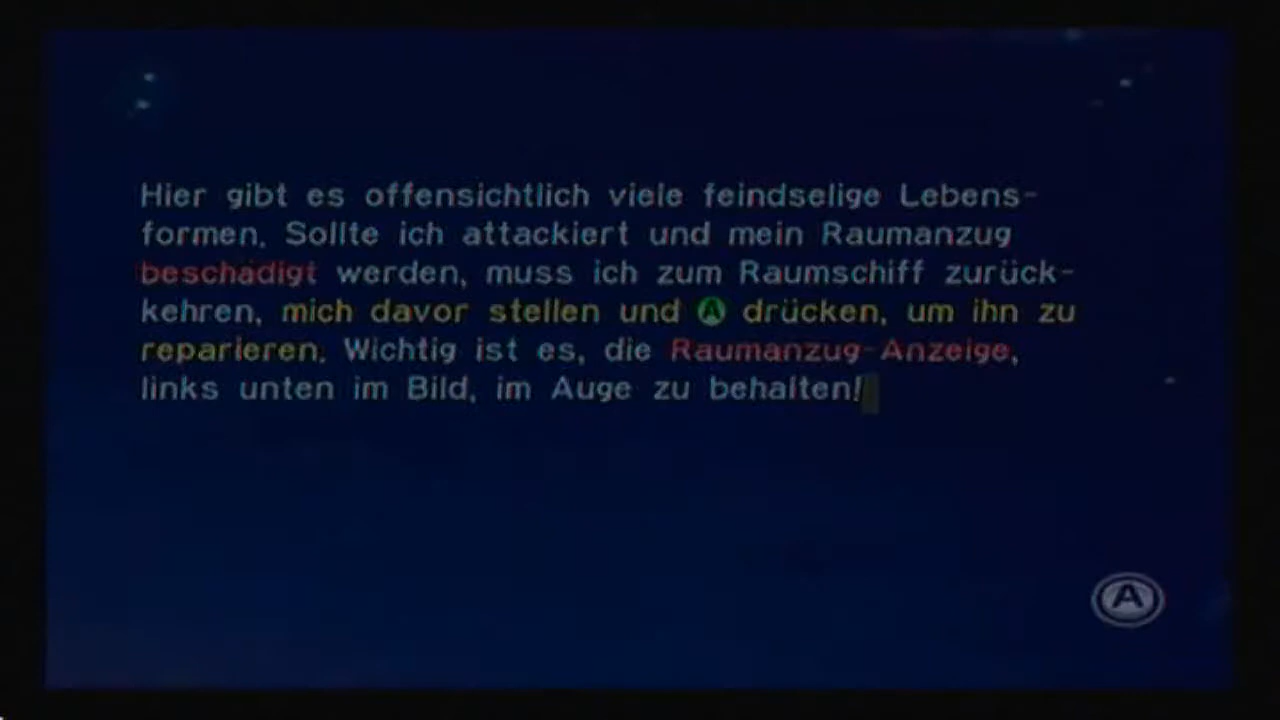 Hier gibt es offensichtlich viele feindselige Lebens-
formen. Sollte ich attackiert und mein Raumanzug
beschädigt werden, muss ich zum Raumschiff zurück-
kehren, mich davor stellen und A drücken, um ihn zu
reparieren. Wichtig ist es, die Raumanzug-Anzeige,
links unten im Bild, im Auge zu behalten!
A